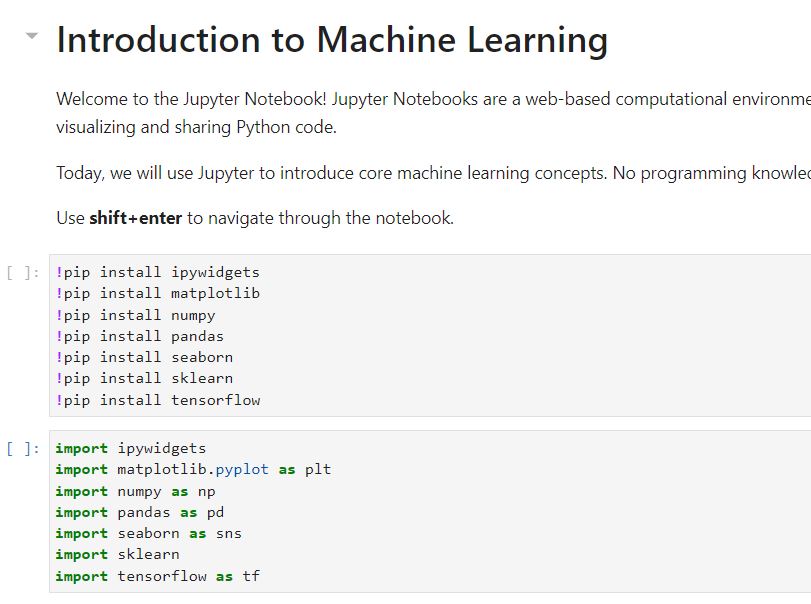 Introduction to Machine Learning
Welcome to the Jupyter Notebook! Jupyter Notebooks are a web-based computational
visualizing and sharing Python code.
Today, we will use Jupyter to introduce core machine learning concepts. No programming
Use shift+enter to navigate through the notebook.
[ ]: !pip install ipywidgets
!pip install matplotlib
!pip install numpy
!pip install pandas
!pip install seaborn
!pip install sklearn
!pip install tensorflow
[ ]: import ipywidgets
import matplotlib.pyplot as plt
import numpy as np
import pandas as pd
import seaborn as sns
import sklearn
import tensorflow as tf